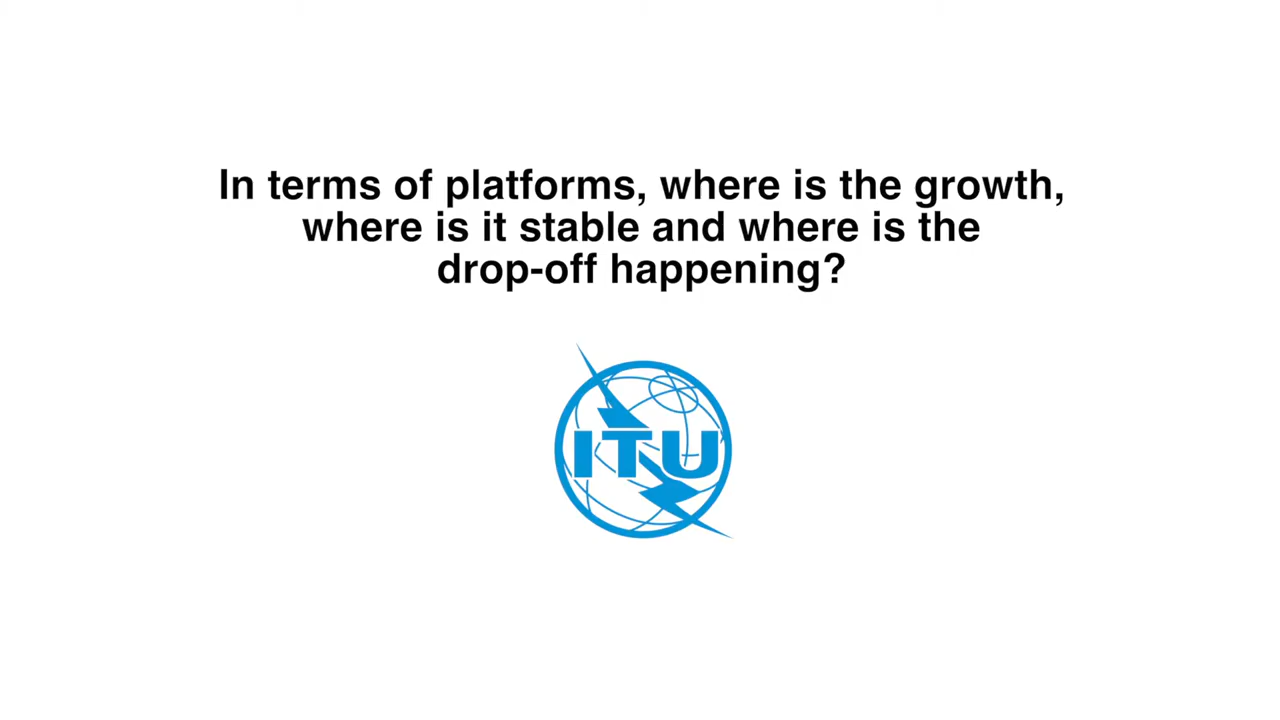 In terms of platforms, where is the growth,
where is it stable and where is the
drop-off happening?
ITU